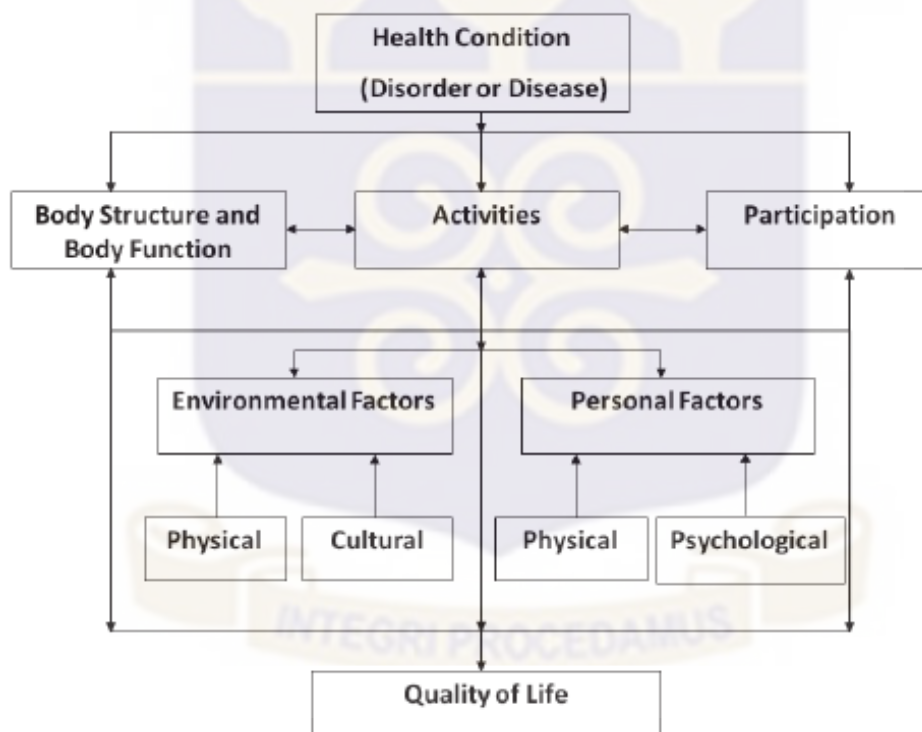 Health Condition
(Disorder or Disease)
Body Structure and
Body Function
Activities
Participation
Environmental Factors
Personal Factors
Physical
Cultural
Physical
Psychological
INTEGRI PROCEDAMUS
Quality of Life